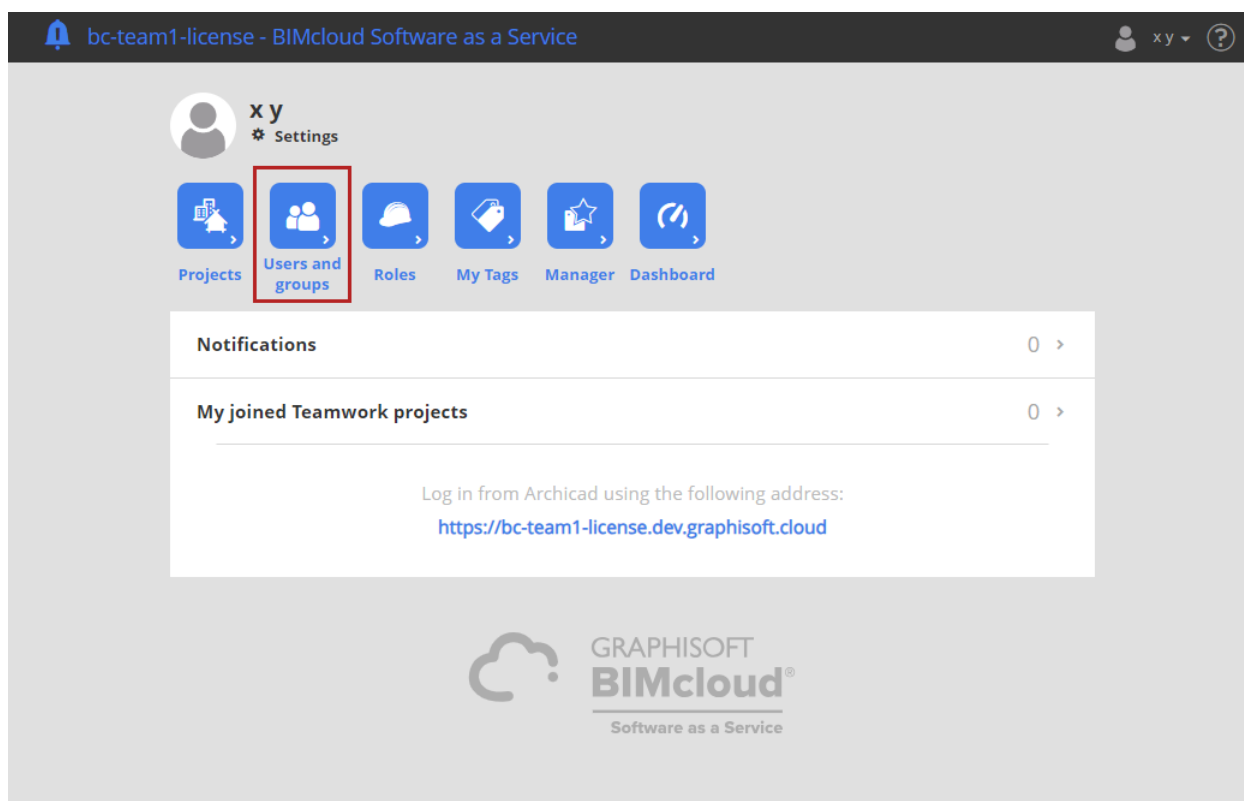 bc-team1-license - BIMcloud Software as a Service
x y
?
x y
Settings
Projects
Users and
groups
Roles
My Tags
Manager
Dashboard
Notifications 0
My joined Teamwork projects 0
Log in from Archicad using the following address:
https://bc-team1-license.dev.graphisoft.cloud
GRAPHISOFT
BIMcloud®
Software as a Service